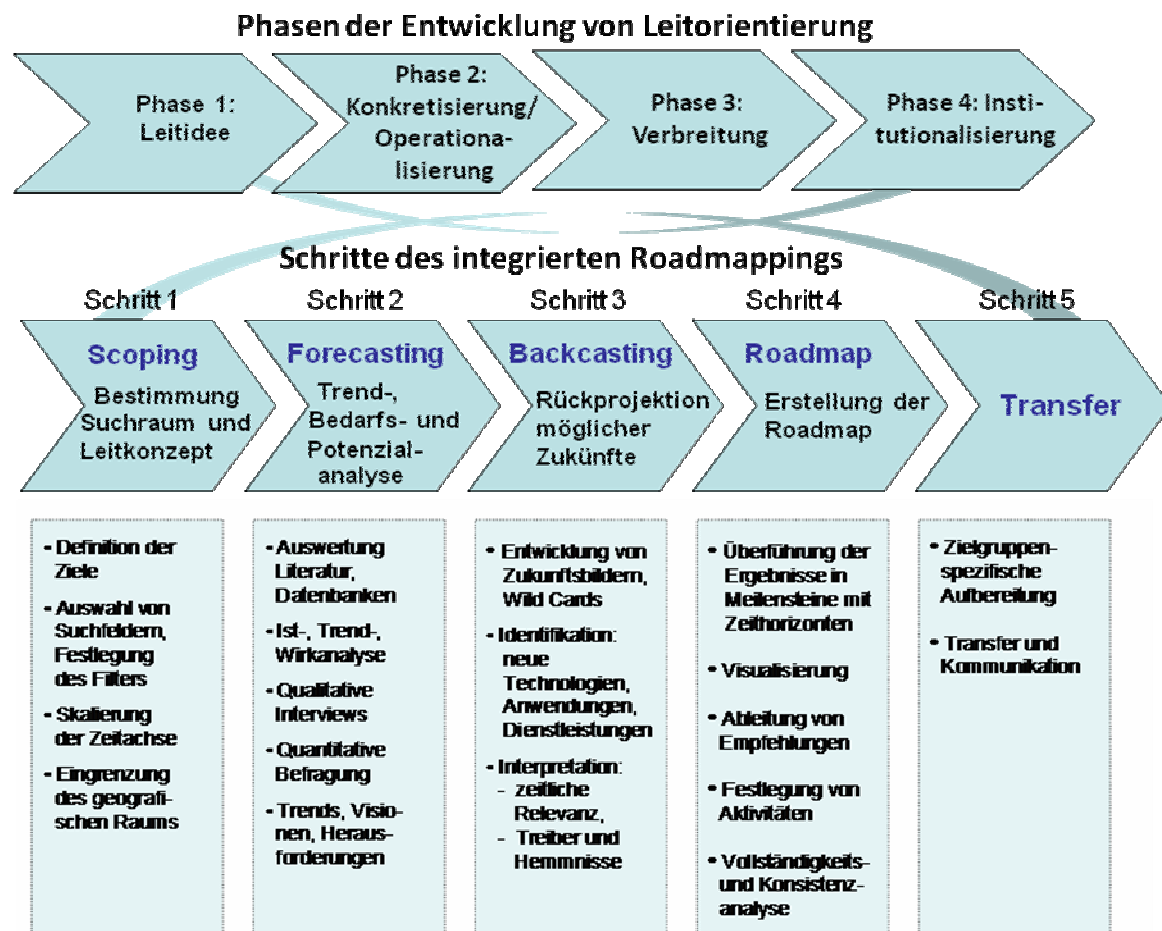 Phasen der Entwicklung von Leitorientierung
Phase 1:
Leitidee
Phase 2:
Konkretisierung/
Operationa-
lisierung
Phase 3:
Verbreitung
Phase 4: Insti-
tutionalisierung
Schritte des integrierten Roadmappings
Schritt 1
Schritt 2
Schritt 3
Schritt 4
Schritt 5
Scoping
Bestimmung
Suchraum und
Leitkonzept
Forecasting
Trend-,
Bedarfs- und
Potenzial-
analyse
Backcasting
Rückprojektion
möglicher
Zukünfte
Roadmap
Erstellung der
Roadmap
Transfer
- Definition der
Ziele
- Auswahl von
Suchfeldern,
Festlegung
des Filters
- Skalierung
der Zeitachse
- Eingrenzung
des geografi-
schen Raums
- Auswertung
Literatur,
Datenbanken
- Ist-, Trend-,
Wirkanalyse
- Qualitative
Interviews
- Quantitative
Befragung
- Trends, Visio-
nen, Heraus-
forderungen
• Entwicklung von
Zukunftsbildern,
Wild Cards
- Identifikation:
neue
Technologien,
Anwendungen,
Dienstleistungen
- Interpretation:
- zeitliche
Relevanz,
- Treiber und
Hemmnisse
• Überführung der
Ergebnisse in
Meilensteine mit
Zeithorizonten
• Visualisierung
• Ableitung von
Empfehlungen
• Festlegung von
Aktivitäten
• Vollständigkeits-
und Konsistenz-
analyse
• Zielgruppen-
spezifische
Aufbereitung
• Transfer und
Kommunikation